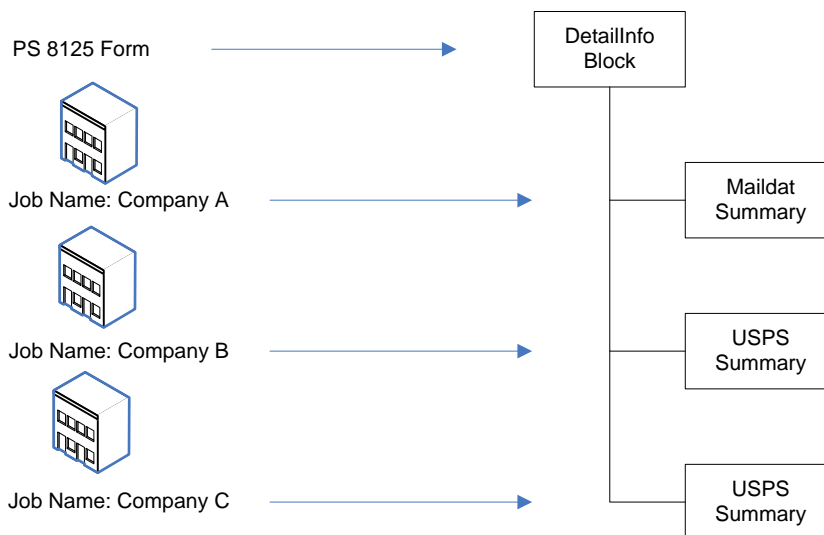 PS 8125 Form
DetailInfo
Block
Job Name: Company A
Maildat
Summary
Job Name: Company B
USPS
Summary
Job Name: Company C
USPS
Summary